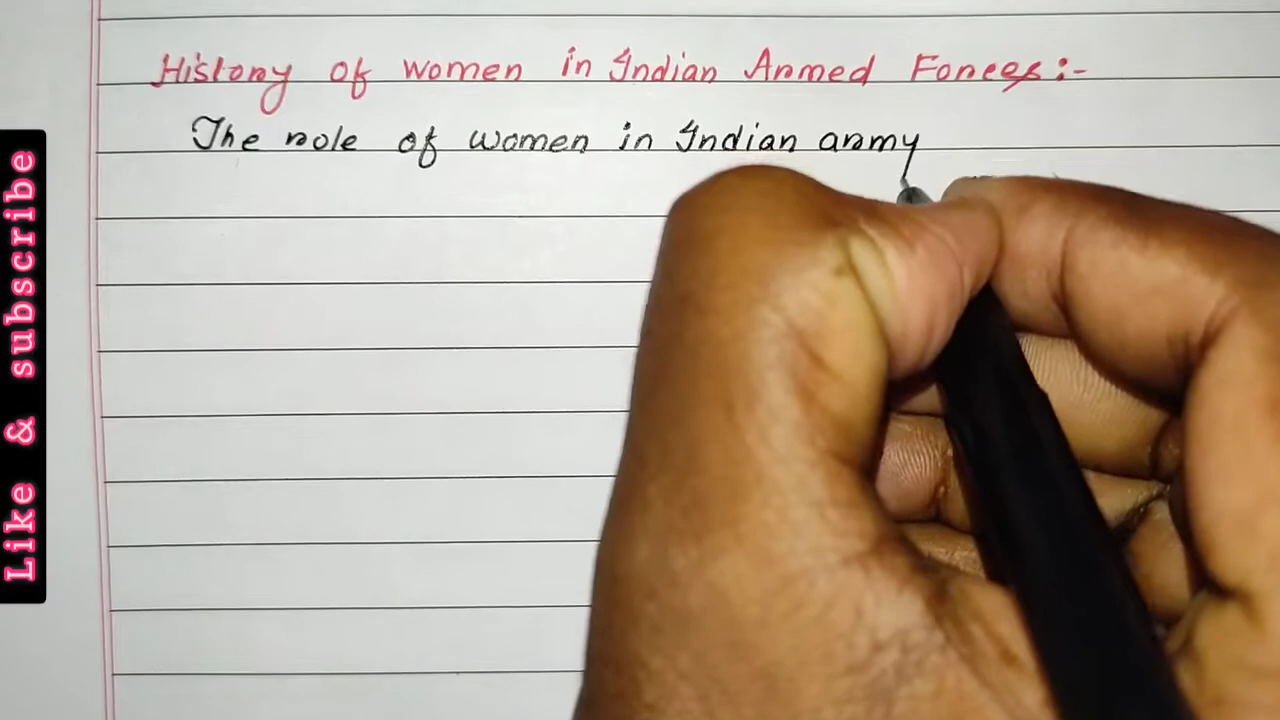 History of women in Indian Armed Forces:-
The role of women in Indian army
Like & subscribe